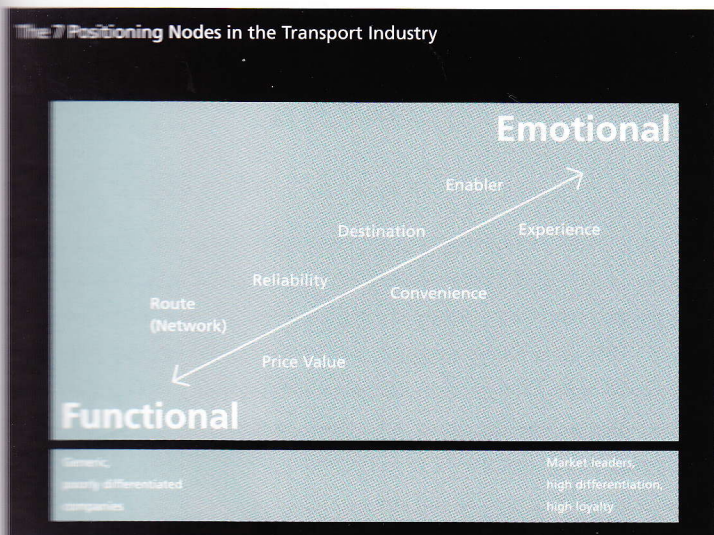 The 7 Positioning Nodes in the Transport Industry
Emotional
Enabler
Destination
Experience
Reliability
Convenience
Route
(Network)
Price Value
Functional
Generic,
poorly differentiated
companies
Market leaders,
high differentiation,
high loyalty